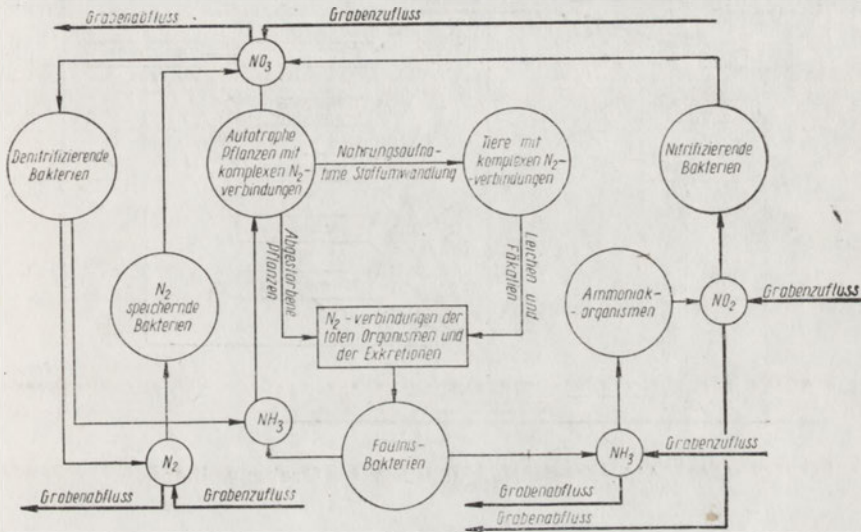 Grabenabfluss
Grabenzufluss
NO3
Denitrifizierende
Bakterien
Autotrophe
Pflanzen mit
komplexen N2-
verbindungen
Nahrungsaufna-
hme Stoffumwandlung
Tiere mit
komplexen N2-
-verbindungen
Nitrifizierende
Bakterien
Abgestorbene
Pflanzen
Leichen und
Fäkalien
N2
speichernde
Bakterien
N2 - verbindungen der
toten Organismen und
der Exkretionen
Ammoniak-
-organismen
NO2
Grabenzufluss
NH3
Fäulnis-
Bakterien
NH3
Grabenzufluss
N2
Grabenabfluss
Grabenzufluss
Grabenabfluss
Grabenabfluss